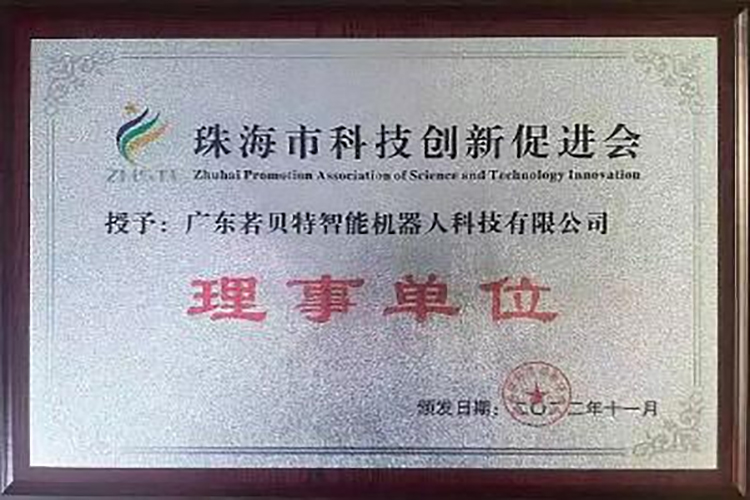 珠海市科技创新促进会
Zhuhai Promotion Association of Science and Technology Innovation
授予：广东若贝特智能机器人科技有限公司
理事单位
颁发日期：二〇二二年十一月